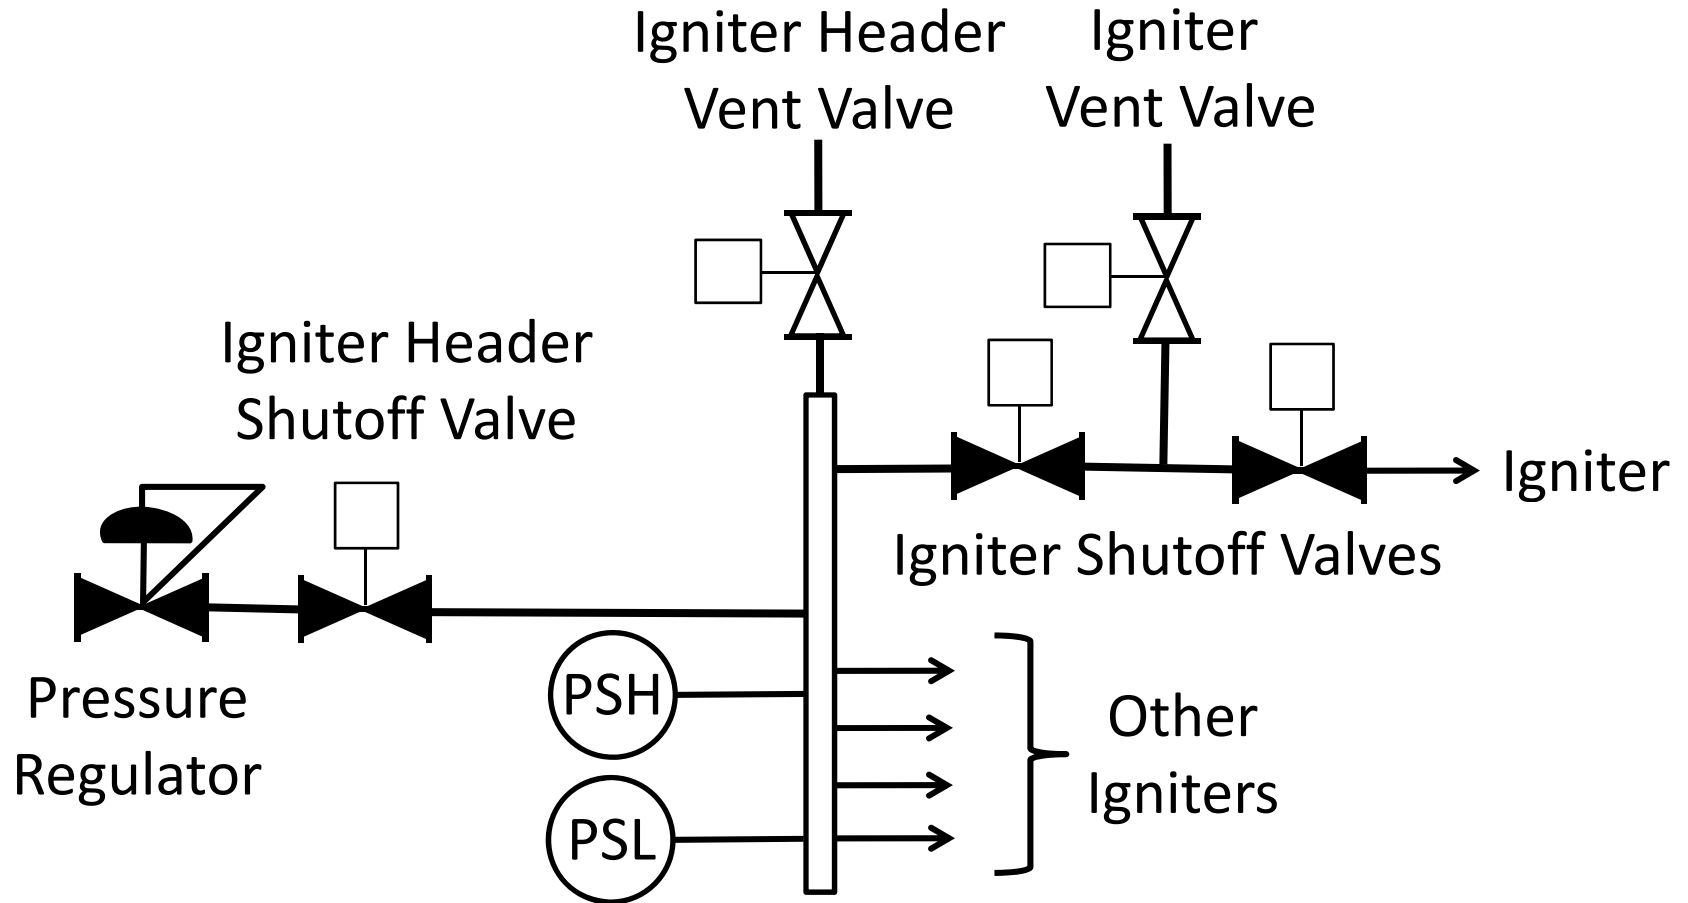 Igniter Header
Vent Valve
Igniter
Vent Valve
Igniter Header
Shutoff Valve
Igniter
Igniter Shutoff Valves
Pressure
Regulator
PSH
PSL
Other
Igniters